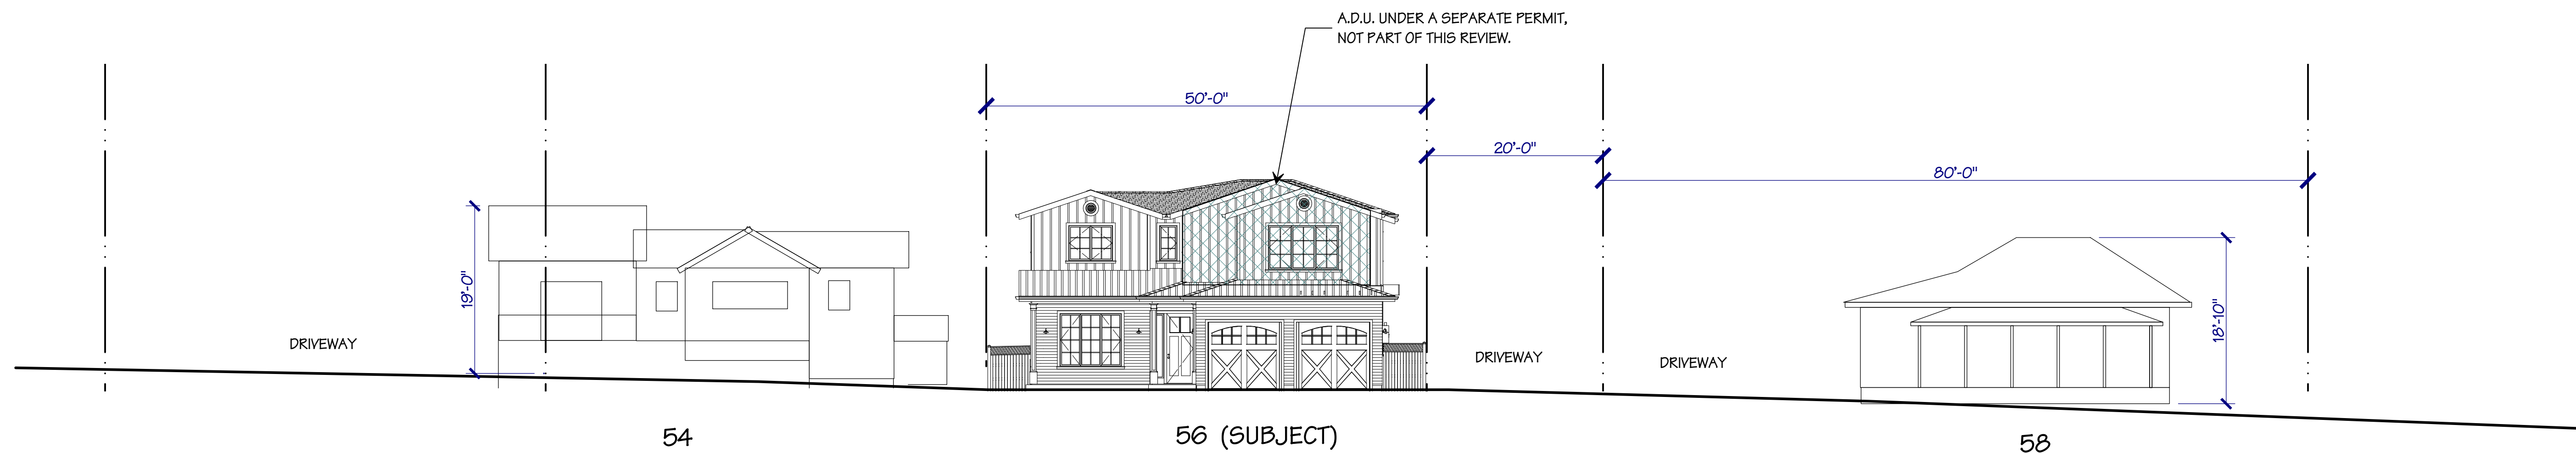 A.D.U. UNDER A SEPARATE PERMIT,
NOT PART OF THIS REVIEW.
50'-0"
20'-0"
80'-0"
19'-0"
18'-10"
DRIVEWAY
DRIVEWAY
DRIVEWAY
54
56 (SUBJECT)
58